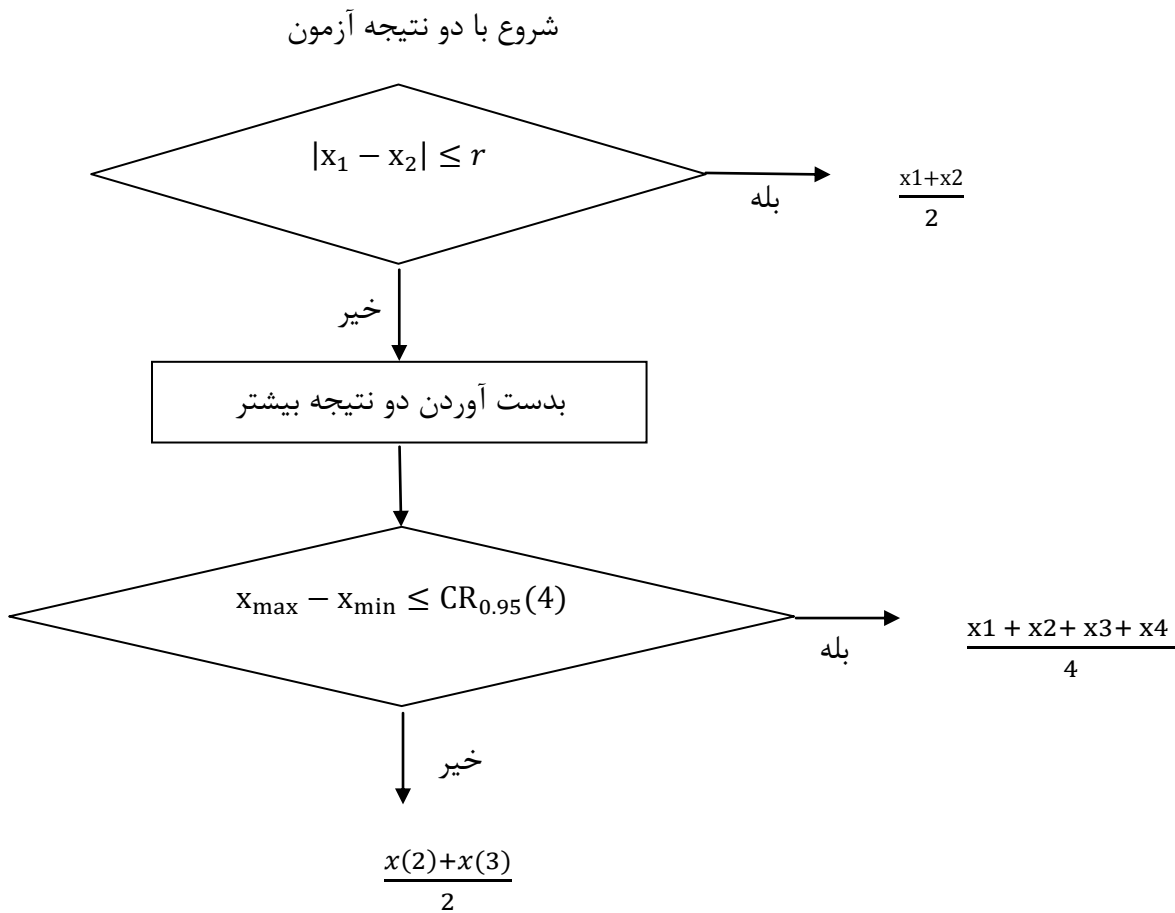 شروع با دو نتیجه آزمون
|x₁ − x₂| ≤ r
بله
x1+x2
2
خیر
بدست آوردن دو نتیجه بیشتر
x_max − x_min ≤ CR₀.₉₅(4)
بله
x1 + x2+ x3+ x4
4
خیر
x(2)+x(3)
2